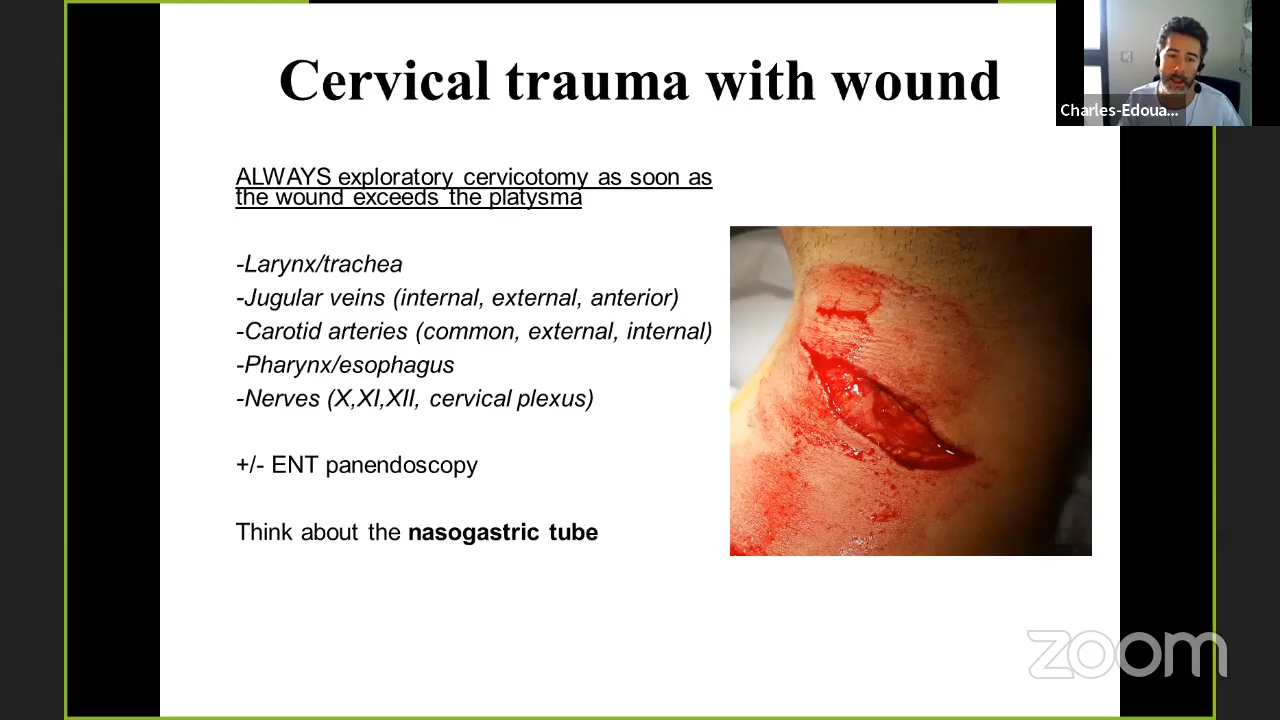 Cervical trauma with wound
Charles-Edoua...
ALWAYS exploratory cervicotomy as soon as
the wound exceeds the platysma
-Larynx/trachea
-Jugular veins (internal, external, anterior)
-Carotid arteries (common, external, internal)
-Pharynx/esophagus
-Nerves (X,XI,XII, cervical plexus)
+/- ENT panendoscopy
Think about the nasogastric tube
zoom